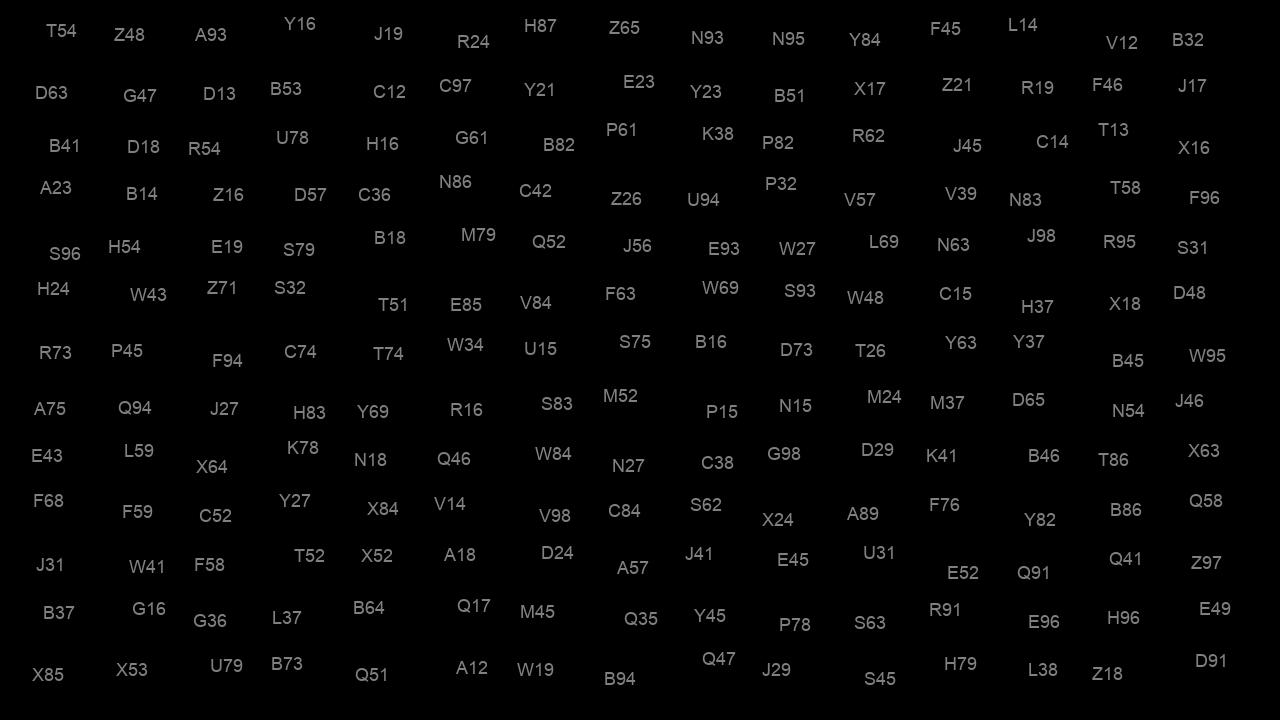 T54 Z48 A93 Y16 J19 R24 H87 Z65 N93 N95 Y84 F45 L14 V12 B32
D63 G47 D13 B53 C12 C97 Y21 E23 Y23 B51 X17 Z21 R19 F46 J17
B41 D18 R54 U78 H16 G61 B82 P61 K38 P82 R62 J45 C14 T13 X16
A23 B14 Z16 D57 C36 N86 C42 Z26 U94 P32 V57 V39 N83 T58 F96
S96 H54 E19 S79 B18 M79 Q52 J56 E93 W27 L69 N63 J98 R95 S31
H24 W43 Z71 S32 T51 E85 V84 F63 W69 S93 W48 C15 H37 X18 D48
R73 P45 F94 C74 T74 W34 U15 S75 B16 D73 T26 Y63 Y37 B45 W95
A75 Q94 J27 H83 Y69 R16 S83 M52 P15 N15 M24 M37 D65 N54 J46
E43 L59 X64 K78 N18 Q46 W84 N27 C38 G98 D29 K41 B46 T86 X63
F68 F59 C52 Y27 X84 V14 V98 C84 S62 X24 A89 F76 Y82 B86 Q58
J31 W41 F58 T52 X52 A18 D24 A57 J41 E45 U31 E52 Q91 Q41 Z97
B37 G16 G36 L37 B64 Q17 M45 Q35 Y45 P78 S63 R91 E96 H96 E49
X85 X53 U79 B73 Q51 A12 W19 B94 Q47 J29 S45 H79 L38 Z18 D91